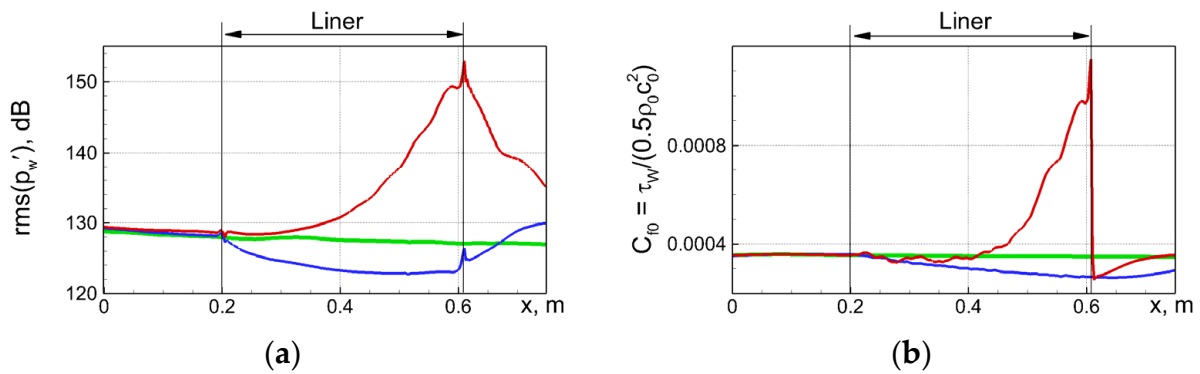 Liner
rms(p_w′), dB
150
140
130
120
0
0.2
0.4
0.6
x, m
(a)
Liner
C_f0 = τ_W/(0.5ρ_0c_0^2)
0.0008
0.0004
0
0.2
0.4
0.6
x, m
(b)